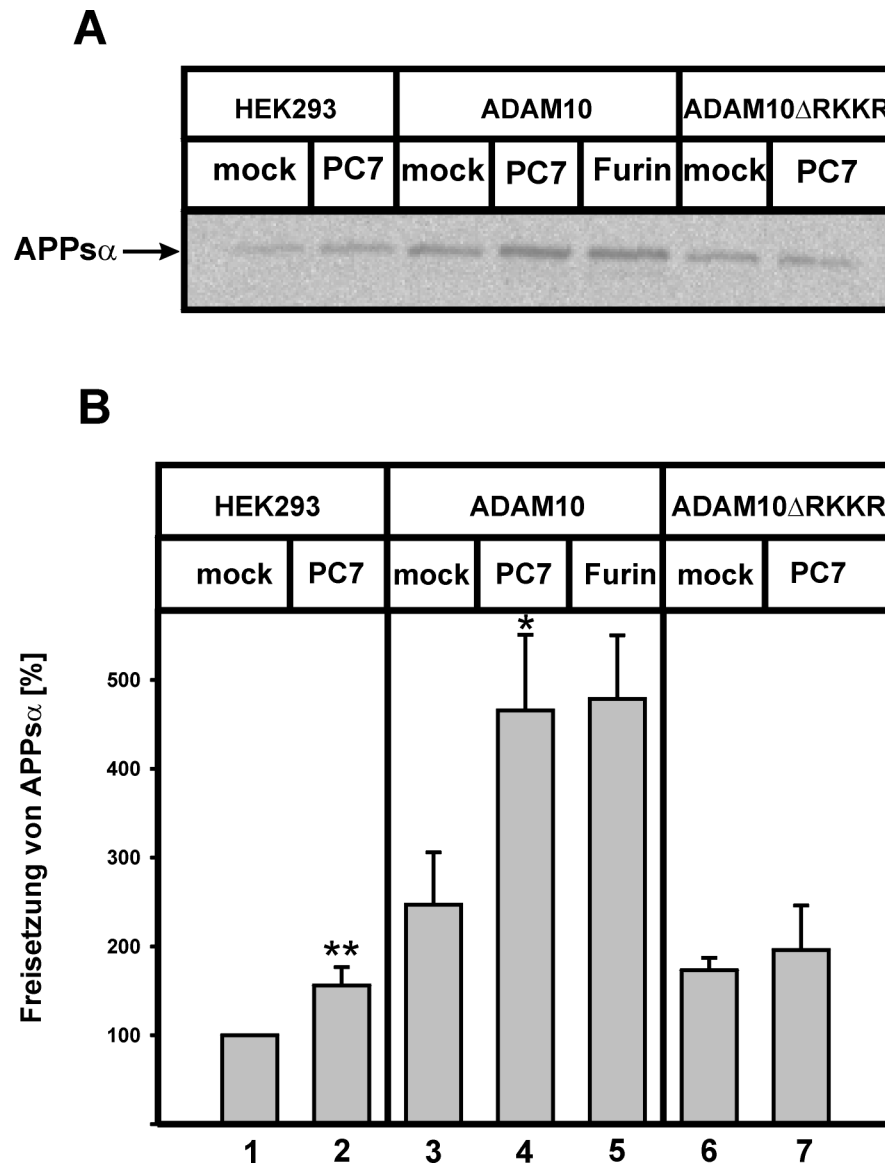 A
HEK293 ADAM10 ADAM10ΔRKKR
mock PC7 mock PC7 Furin mock PC7
APPsα
B
HEK293 ADAM10 ADAM10ΔRKKR
mock PC7 mock PC7 Furin mock PC7
Freisetzung von APPsα [%]
*
500
400
300
200
**
100
1 2 3 4 5 6 7